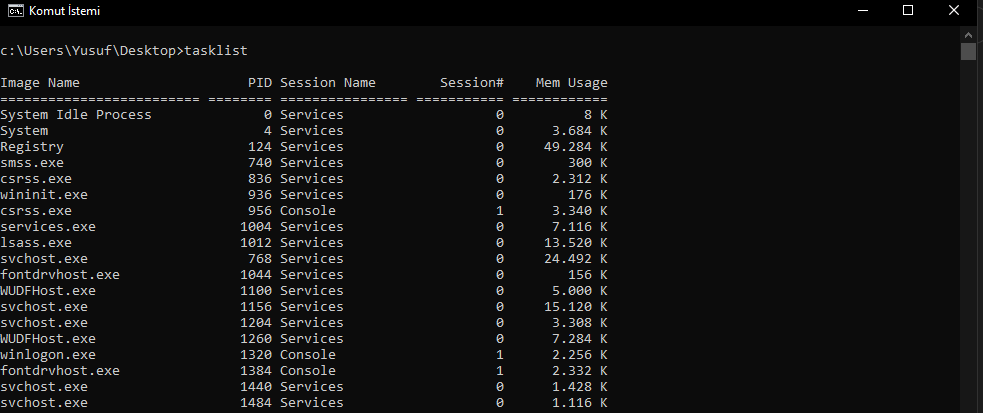 Komut İstemi
c:\Users\Yusuf\Desktop>tasklist
Image Name                     PID Session Name        Session#    Mem Usage
========================= ======== ================ =========== ============
System Idle Process              0 Services                   0          8 K
System                           4 Services                   0      3.684 K
Registry                       124 Services                   0     49.284 K
smss.exe                       740 Services                   0        300 K
csrss.exe                      836 Services                   0      2.312 K
wininit.exe                    936 Services                   0        176 K
csrss.exe                      956 Console                    1      3.340 K
services.exe                  1004 Services                   0      7.116 K
lsass.exe                     1012 Services                   0     13.520 K
svchost.exe                    768 Services                   0     24.492 K
fontdrvhost.exe               1044 Services                   0        156 K
WUDFHost.exe                  1100 Services                   0      5.000 K
svchost.exe                   1156 Services                   0     15.120 K
svchost.exe                   1204 Services                   0      3.308 K
WUDFHost.exe                  1260 Services                   0      7.284 K
winlogon.exe                  1320 Console                    1      2.256 K
fontdrvhost.exe               1384 Console                    1      2.332 K
svchost.exe                   1440 Services                   0      1.428 K
svchost.exe                   1484 Services                   0      1.116 K